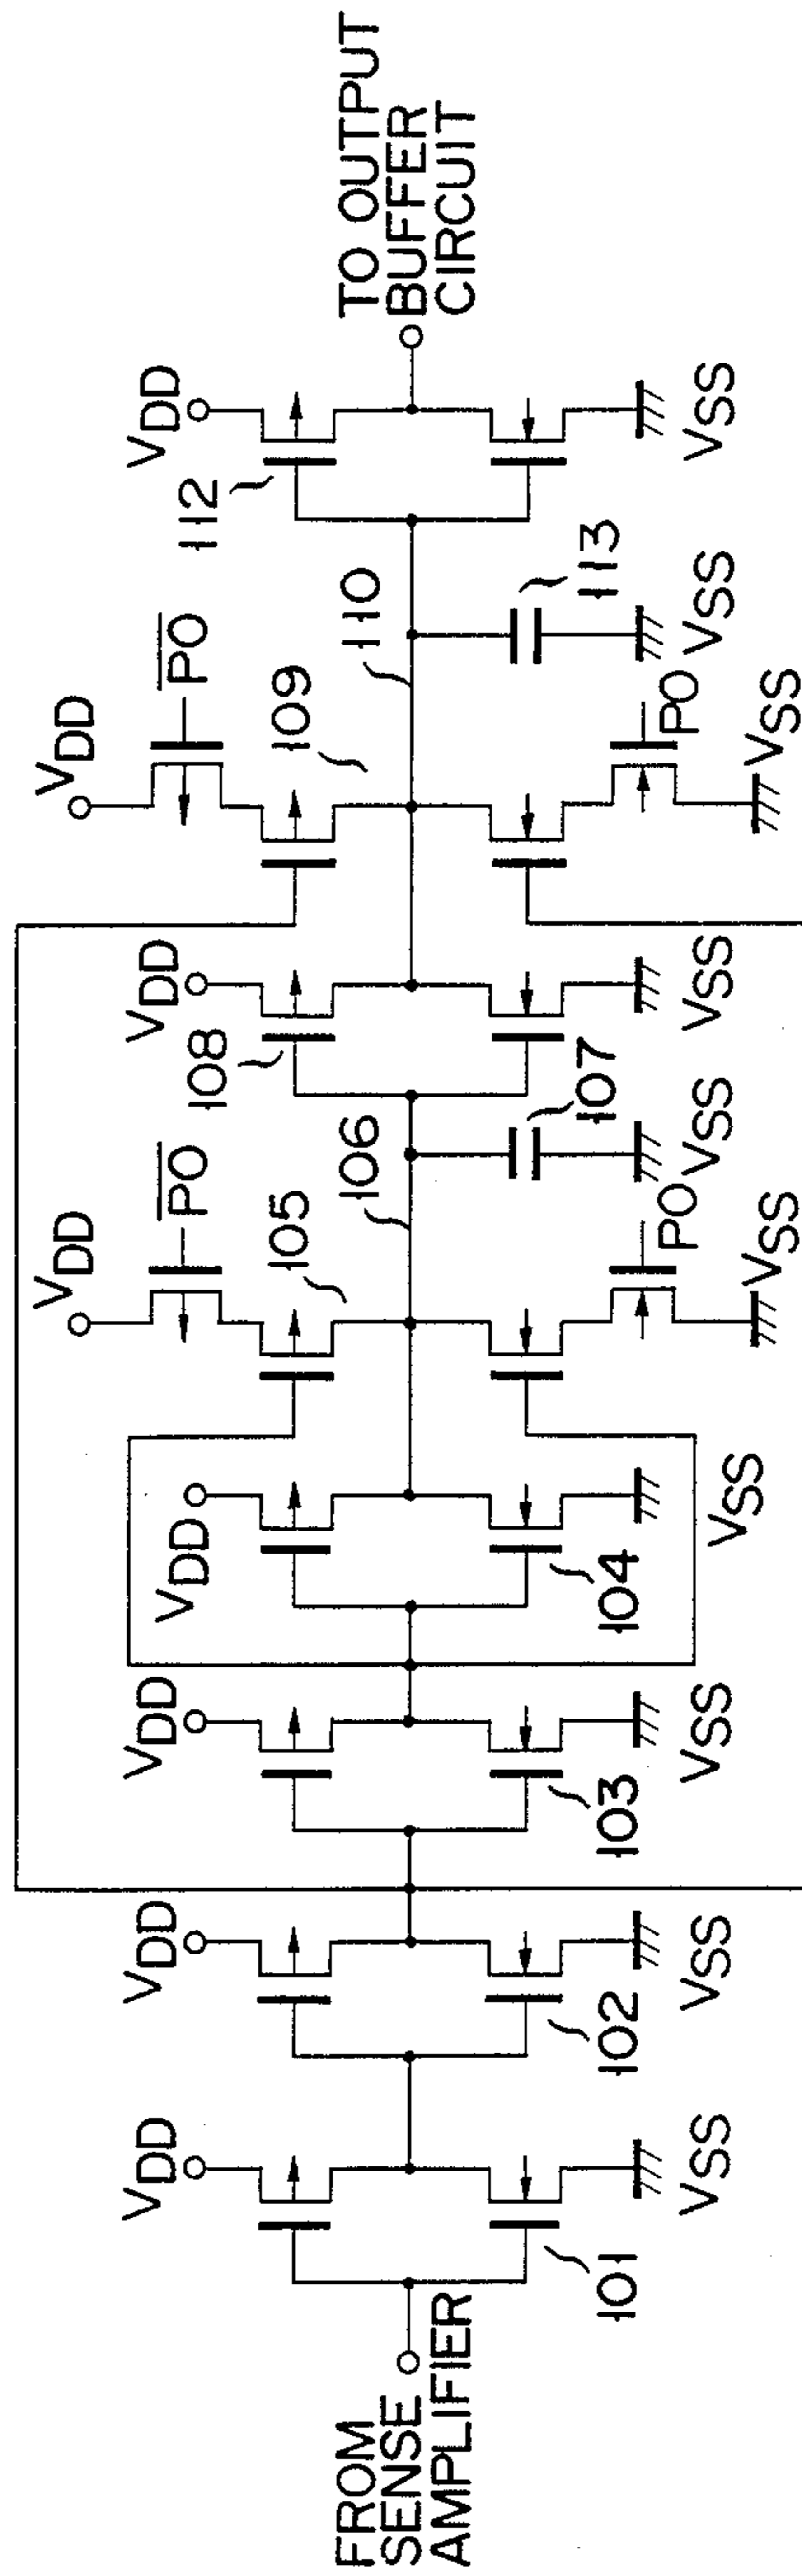 FROM
SENSE
AMPLIFIER
VDD
101
VSS
VDD
102
VSS
VDD
103
VSS
VDD
104
VSS
VDD
P̅O̅
105
PO
VSS
106
107
VSS
VDD
108
VSS
VDD
P̅O̅
109
PO
VSS
110
113
VSS
VDD
112
VSS
TO OUTPUT
BUFFER
CIRCUIT